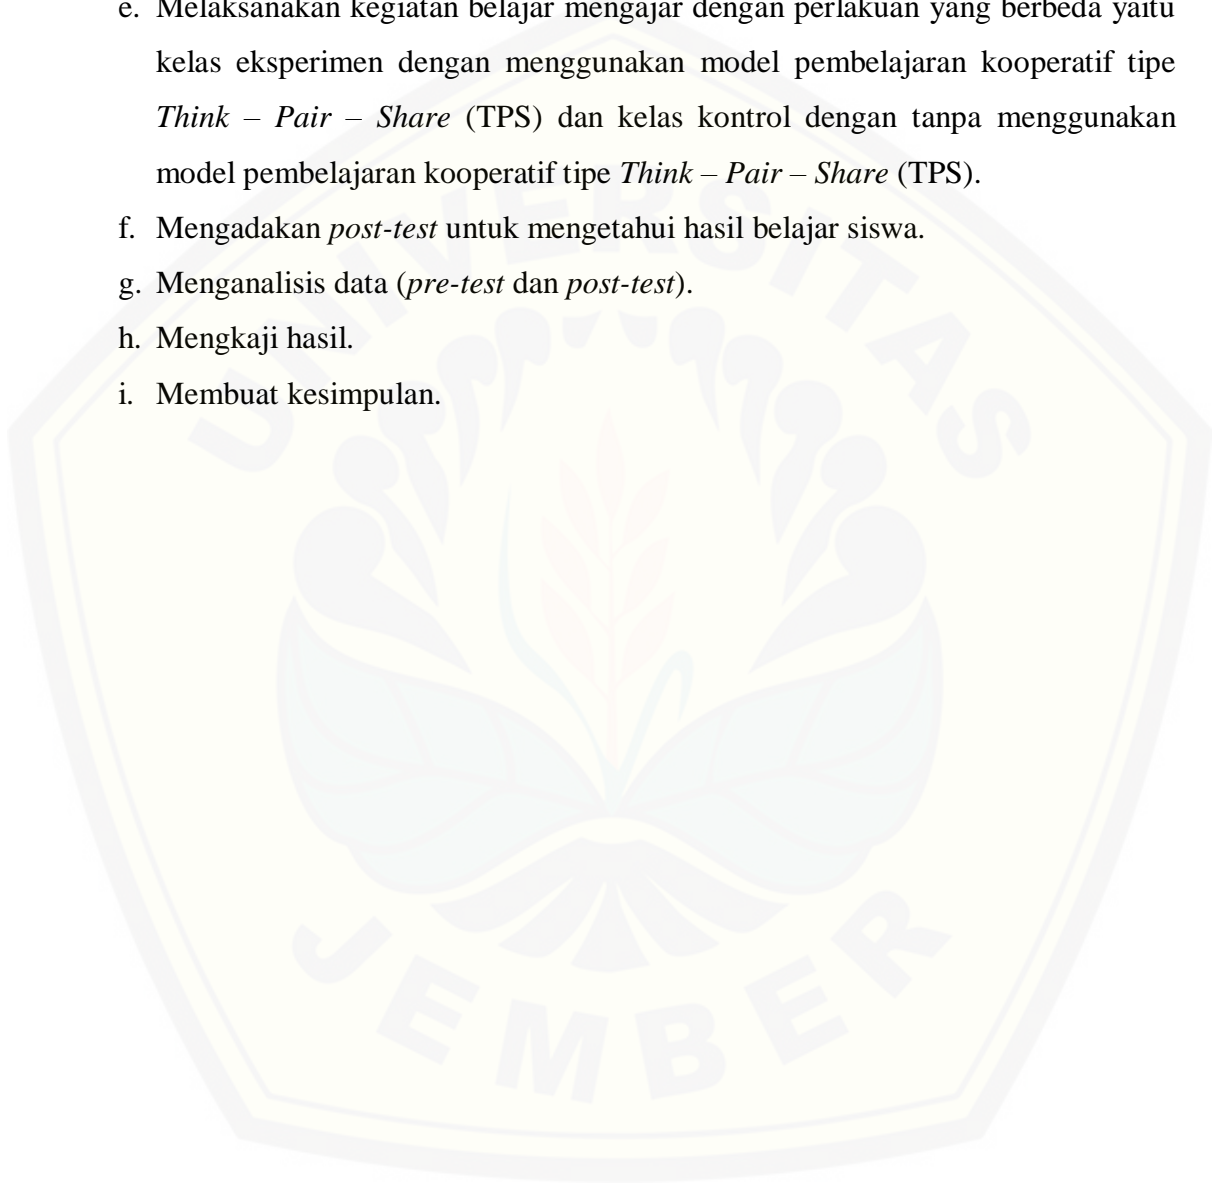 e. Melaksanakan kegiatan belajar mengajar dengan perlakuan yang berbeda yaitu
kelas eksperimen dengan menggunakan model pembelajaran kooperatif tipe
Think – Pair – Share (TPS) dan kelas kontrol dengan tanpa menggunakan
model pembelajaran kooperatif tipe Think – Pair – Share (TPS).
f. Mengadakan post-test untuk mengetahui hasil belajar siswa.
g. Menganalisis data (pre-test dan post-test).
h. Mengkaji hasil.
i. Membuat kesimpulan.
UNIVERSITAS
JEMBER